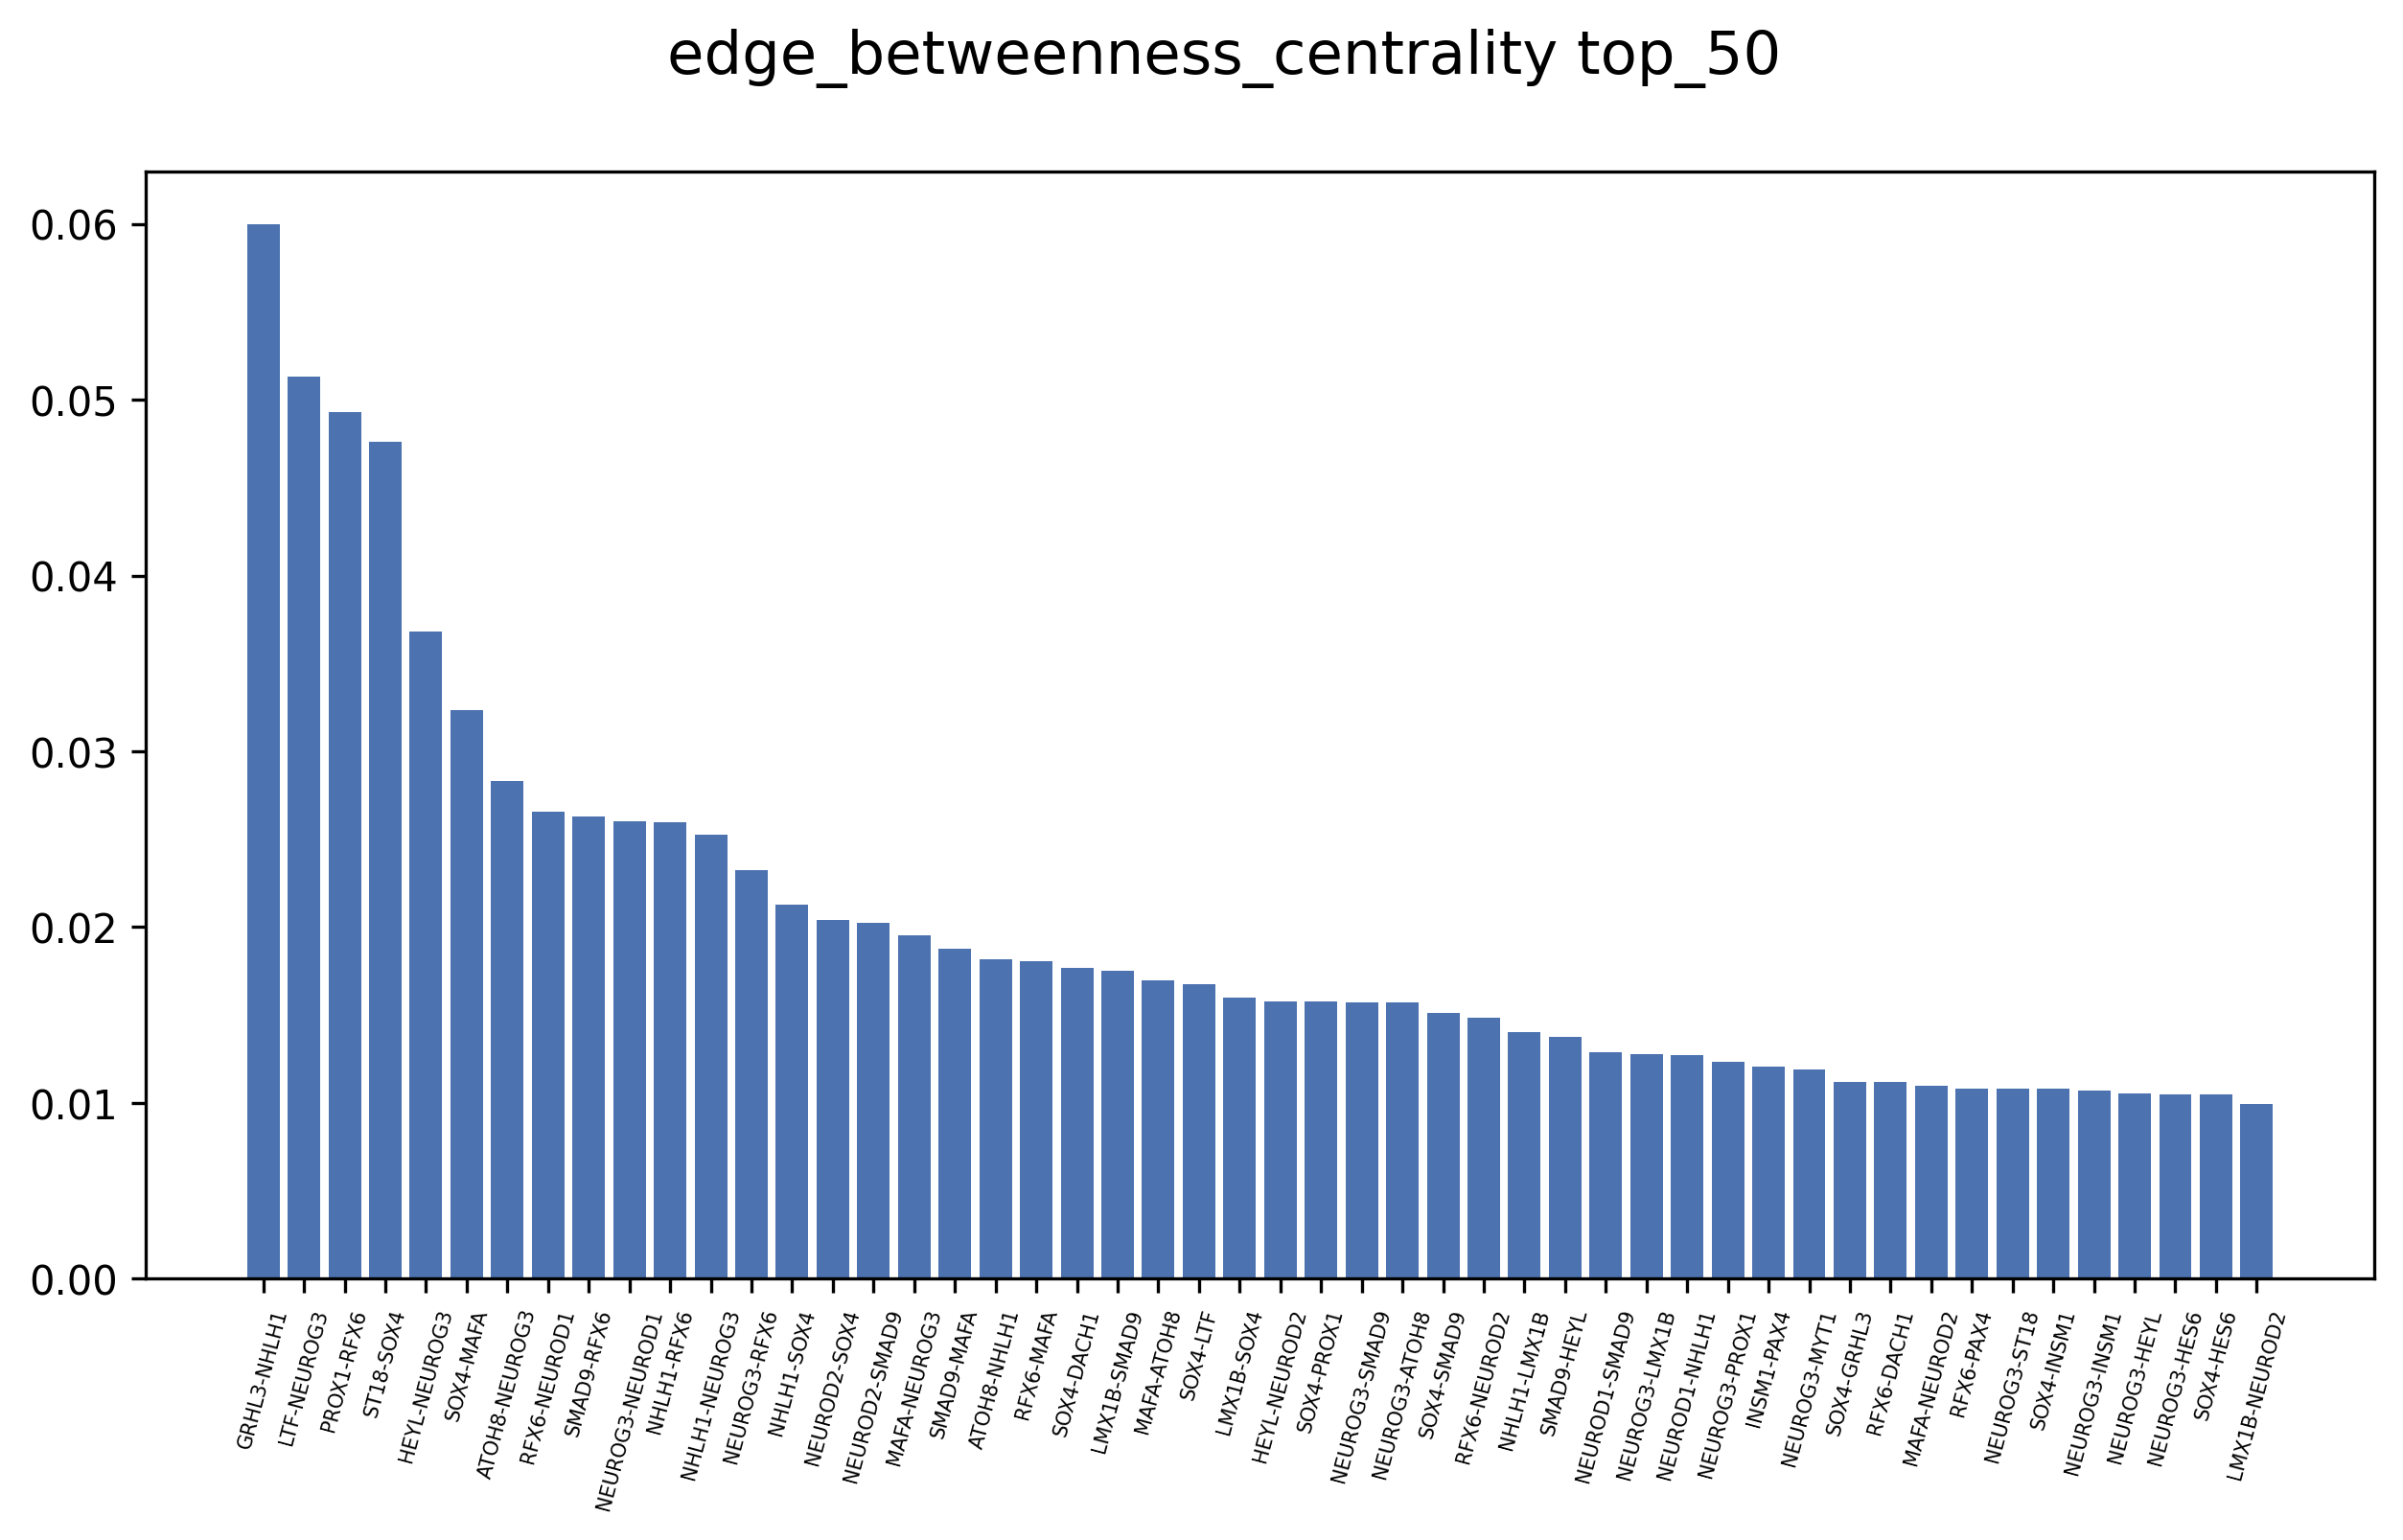 edge_betweenness_centrality top_50
0.06
0.05
0.04
0.03
0.02
0.01
0.00
GRHL3-NHLH1
LTF-NEUROG3
PROX1-RFX6
ST18-SOX4
HEYL-NEUROG3
SOX4-MAFA
ATOH8-NEUROG3
RFX6-NEUROD1
SMAD9-RFX6
NEUROG3-NEUROD1
NHLH1-RFX6
NHLH1-NEUROG3
NEUROG3-RFX6
NHLH1-SOX4
NEUROD2-SOX4
NEUROD2-SMAD9
MAFA-NEUROG3
SMAD9-MAFA
ATOH8-NHLH1
RFX6-MAFA
SOX4-DACH1
LMX1B-SMAD9
MAFA-ATOH8
SOX4-LTF
LMX1B-SOX4
HEYL-NEUROD2
SOX4-PROX1
NEUROG3-SMAD9
NEUROG3-ATOH8
SOX4-SMAD9
RFX6-NEUROD2
NHLH1-LMX1B
SMAD9-HEYL
NEUROD1-SMAD9
NEUROG3-LMX1B
NEUROD1-NHLH1
NEUROG3-PROX1
INSM1-PAX4
NEUROG3-MYT1
SOX4-GRHL3
RFX6-DACH1
MAFA-NEUROD2
RFX6-PAX4
NEUROG3-ST18
SOX4-INSM1
NEUROG3-INSM1
NEUROG3-HEYL
NEUROG3-HES6
SOX4-HES6
LMX1B-NEUROD2